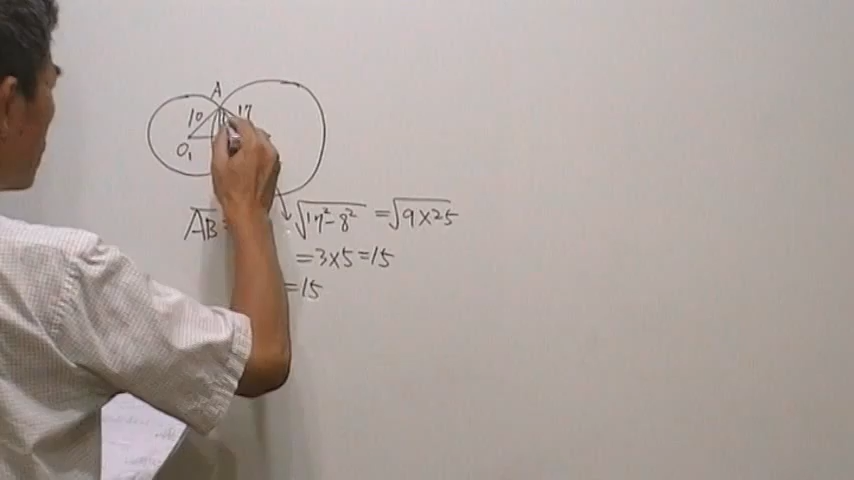 A
10 17
O₁
AB = √17²-8² = √9×25
=3×5=15
=15